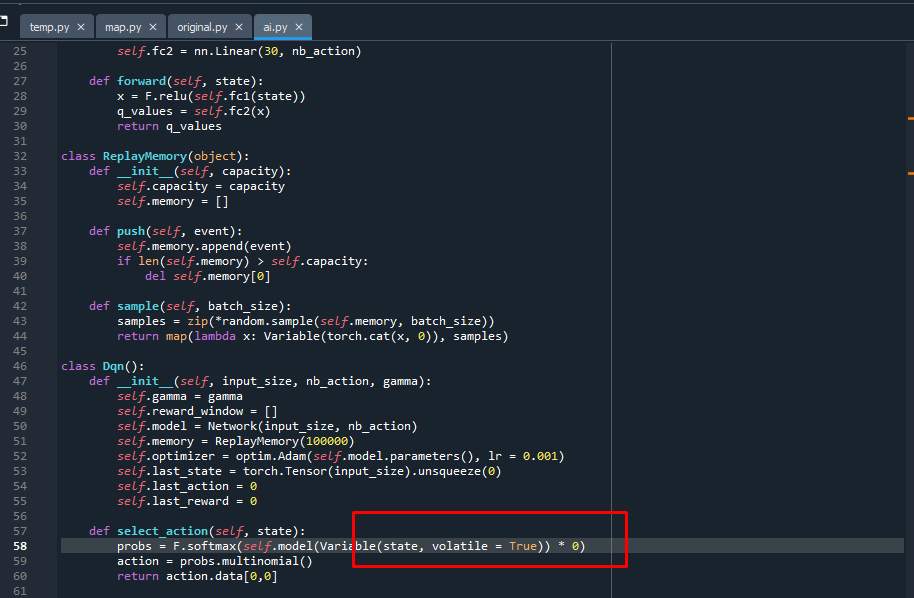 temp.py × map.py × original.py × ai.py ×
25 self.fc2 = nn.Linear(30, nb_action)
26
27 def forward(self, state):
28 x = F.relu(self.fc1(state))
29 q_values = self.fc2(x)
30 return q_values
31
32 class ReplayMemory(object):
33 def __init__(self, capacity):
34 self.capacity = capacity
35 self.memory = []
36
37 def push(self, event):
38 self.memory.append(event)
39 if len(self.memory) > self.capacity:
40 del self.memory[0]
41
42 def sample(self, batch_size):
43 samples = zip(*random.sample(self.memory, batch_size))
44 return map(lambda x: Variable(torch.cat(x, 0)), samples)
45
46 class Dqn():
47 def __init__(self, input_size, nb_action, gamma):
48 self.gamma = gamma
49 self.reward_window = []
50 self.model = Network(input_size, nb_action)
51 self.memory = ReplayMemory(100000)
52 self.optimizer = optim.Adam(self.model.parameters(), lr = 0.001)
53 self.last_state = torch.Tensor(input_size).unsqueeze(0)
54 self.last_action = 0
55 self.last_reward = 0
56
57 def select_action(self, state):
58 probs = F.softmax(self.model(Variable(state, volatile = True)) * 0)
59 action = probs.multinomial()
60 return action.data[0,0]
61